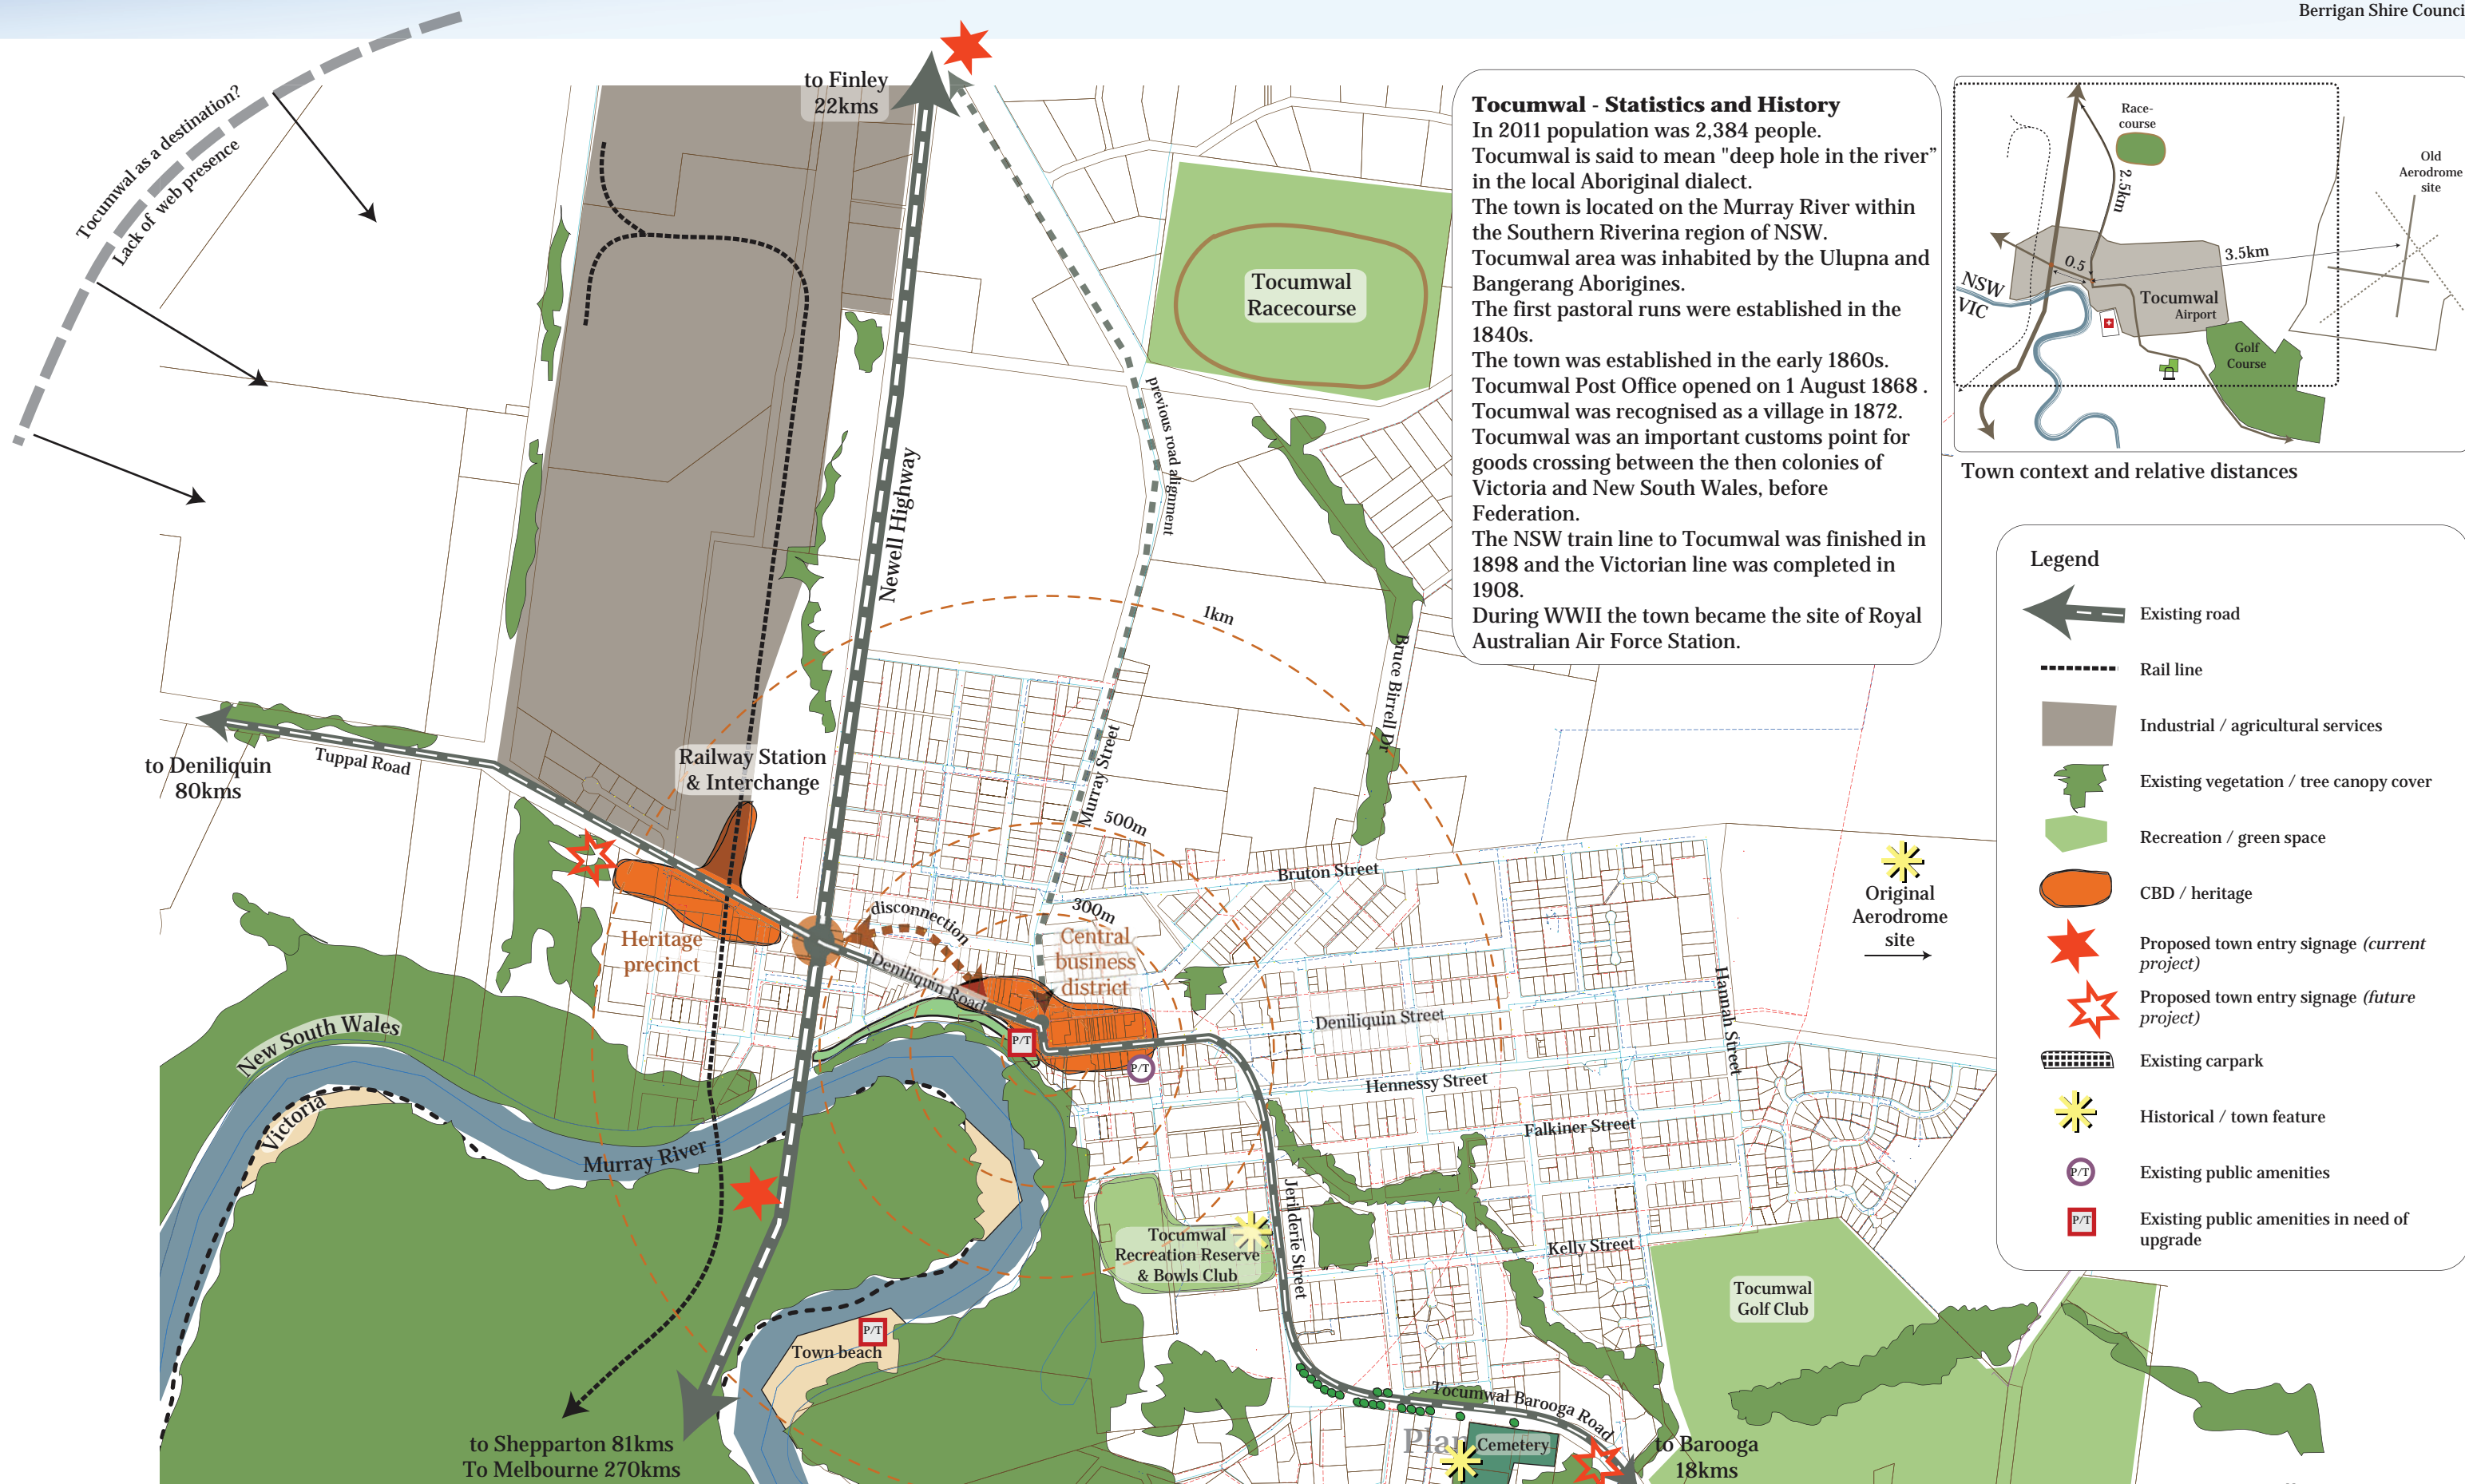 Berrigan Shire Counci
Tocumwal as a destination?
Lack of web presence
to Finley
22kms
Tocumwal - Statistics and History
In 2011 population was 2,384 people.
Tocumwal is said to mean "deep hole in the river”
in the local Aboriginal dialect.
The town is located on the Murray River within
the Southern Riverina region of NSW.
Tocumwal area was inhabited by the Ulupna and
Bangerang Aborigines.
The first pastoral runs were established in the
1840s.
The town was established in the early 1860s.
Tocumwal Post Office opened on 1 August 1868 .
Tocumwal was recognised as a village in 1872.
Tocumwal was an important customs point for
goods crossing between the then colonies of
Victoria and New South Wales, before
Federation.
The NSW train line to Tocumwal was finished in
1898 and the Victorian line was completed in
1908.
During WWII the town became the site of Royal
Australian Air Force Station.
Race-
course
2.5km
Old
Aerodrome
site
3.5km
0.5
NSW
VIC
Tocumwal
Airport
Golf
Course
Town context and relative distances
Legend
Existing road
Rail line
Industrial / agricultural services
Existing vegetation / tree canopy cover
Recreation / green space
CBD / heritage
Proposed town entry signage (current
project)
Proposed town entry signage (future
project)
Existing carpark
Historical / town feature
P/T
Existing public amenities
P/T
Existing public amenities in need of
upgrade
Tocumwal
Racecourse
previous road alignment
Newell Highway
1km
Bruce Birrell Dr
Murray Street
500m
Railway Station
& Interchange
Tuppal Road
to Deniliquin
80kms
Bruton Street
Original
Aerodrome
site
300m
disconnection
Heritage
precinct
Central
business
district
Deniliquin Road
Deniliquin Street
Hannah Street
P/T
P/T
Hennessy Street
Falkiner Street
New South Wales
Victoria
Murray River
Jerilderie Street
Tocumwal
Recreation Reserve
& Bowls Club
Kelly Street
Tocumwal
Golf Club
P/T
Town beach
Tocumwal Barooga Road
Plan
Cemetery
to Barooga
18kms
to Shepparton 81kms
To Melbourne 270kms